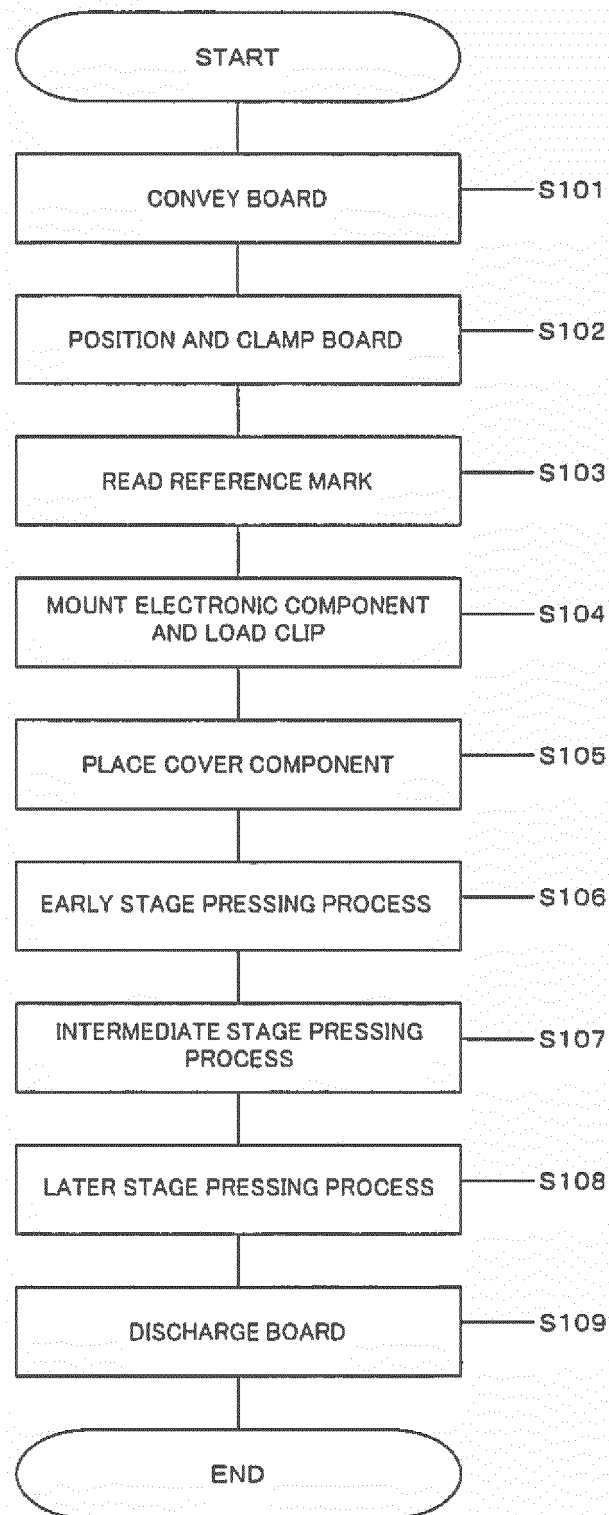 START
CONVEY BOARD
S101
POSITION AND CLAMP BOARD
S102
READ REFERENCE MARK
S103
MOUNT ELECTRONIC COMPONENT
AND LOAD CLIP
S104
PLACE COVER COMPONENT
S105
EARLY STAGE PRESSING PROCESS
S106
INTERMEDIATE STAGE PRESSING
PROCESS
S107
LATER STAGE PRESSING PROCESS
S108
DISCHARGE BOARD
S109
END